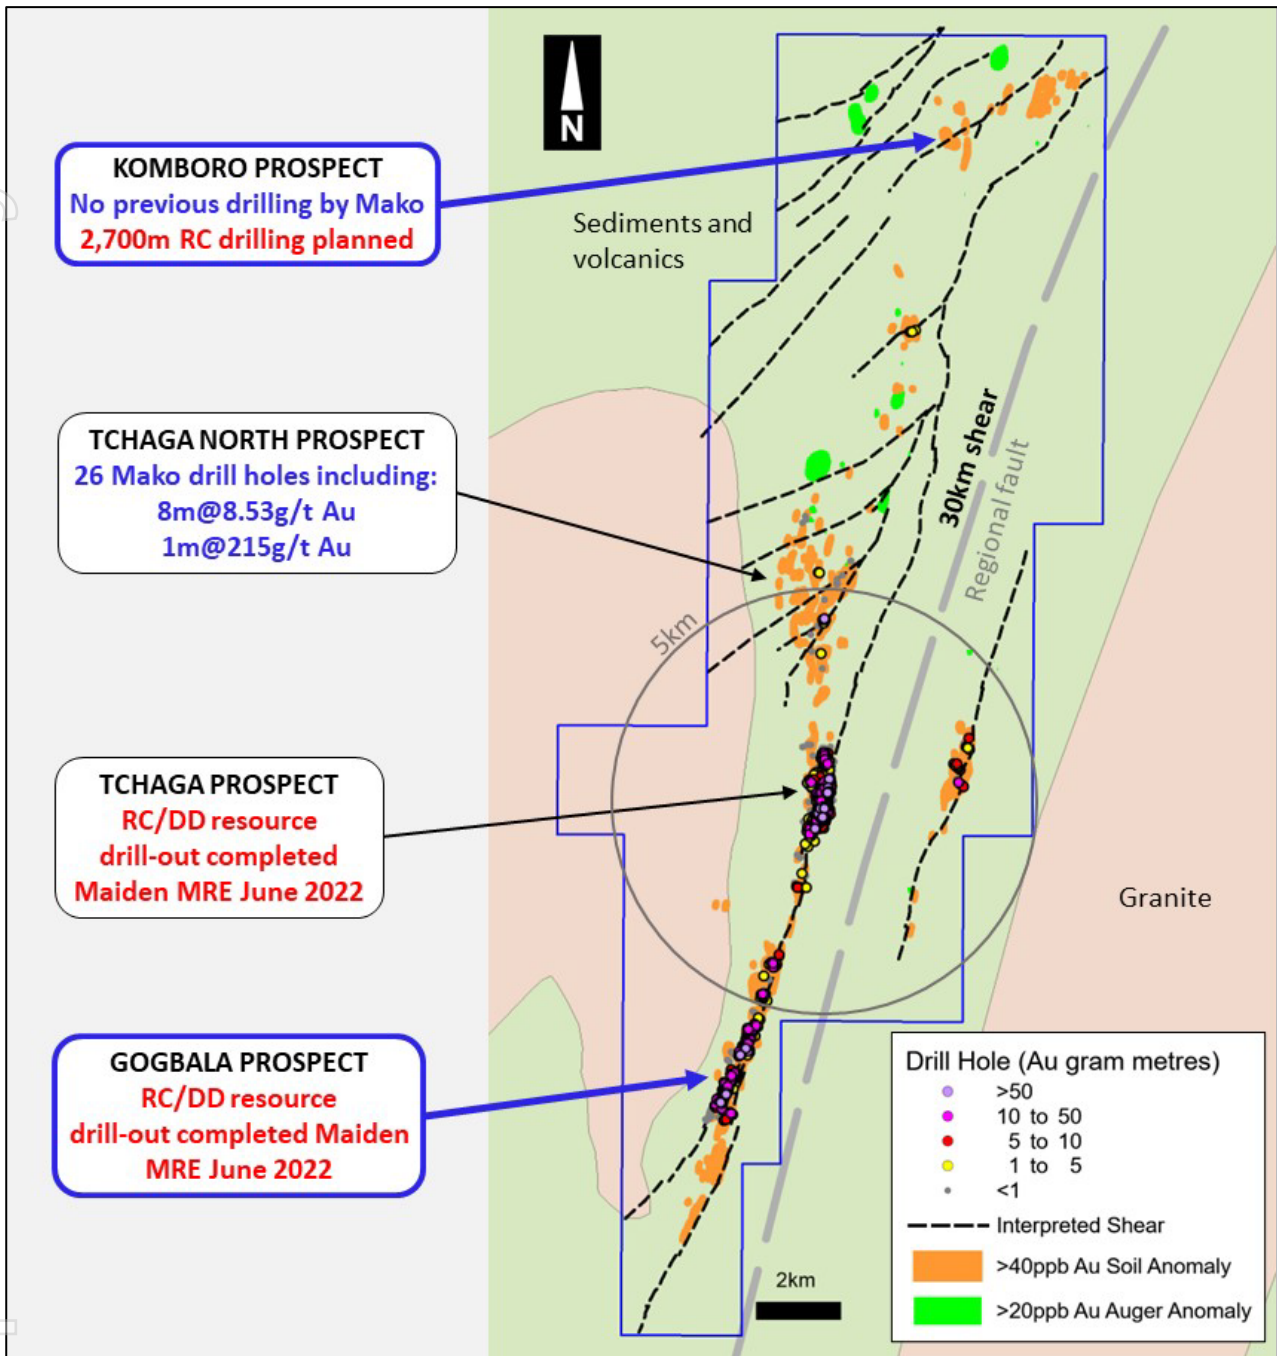 N
KOMBORO PROSPECT
No previous drilling by Mako
2,700m RC drilling planned
Sediments and
volcanics
TCHAGA NORTH PROSPECT
26 Mako drill holes including:
8m@8.53g/t Au
1m@215g/t Au
30km shear
Regional fault
5km
TCHAGA PROSPECT
RC/DD resource
drill-out completed
Maiden MRE June 2022
Granite
GOGBALA PROSPECT
RC/DD resource
drill-out completed Maiden
MRE June 2022
2km
Drill Hole (Au gram metres)
>50
10 to 50
5 to 10
1 to 5
<1
Interpreted Shear
>40ppb Au Soil Anomaly
>20ppb Au Auger Anomaly